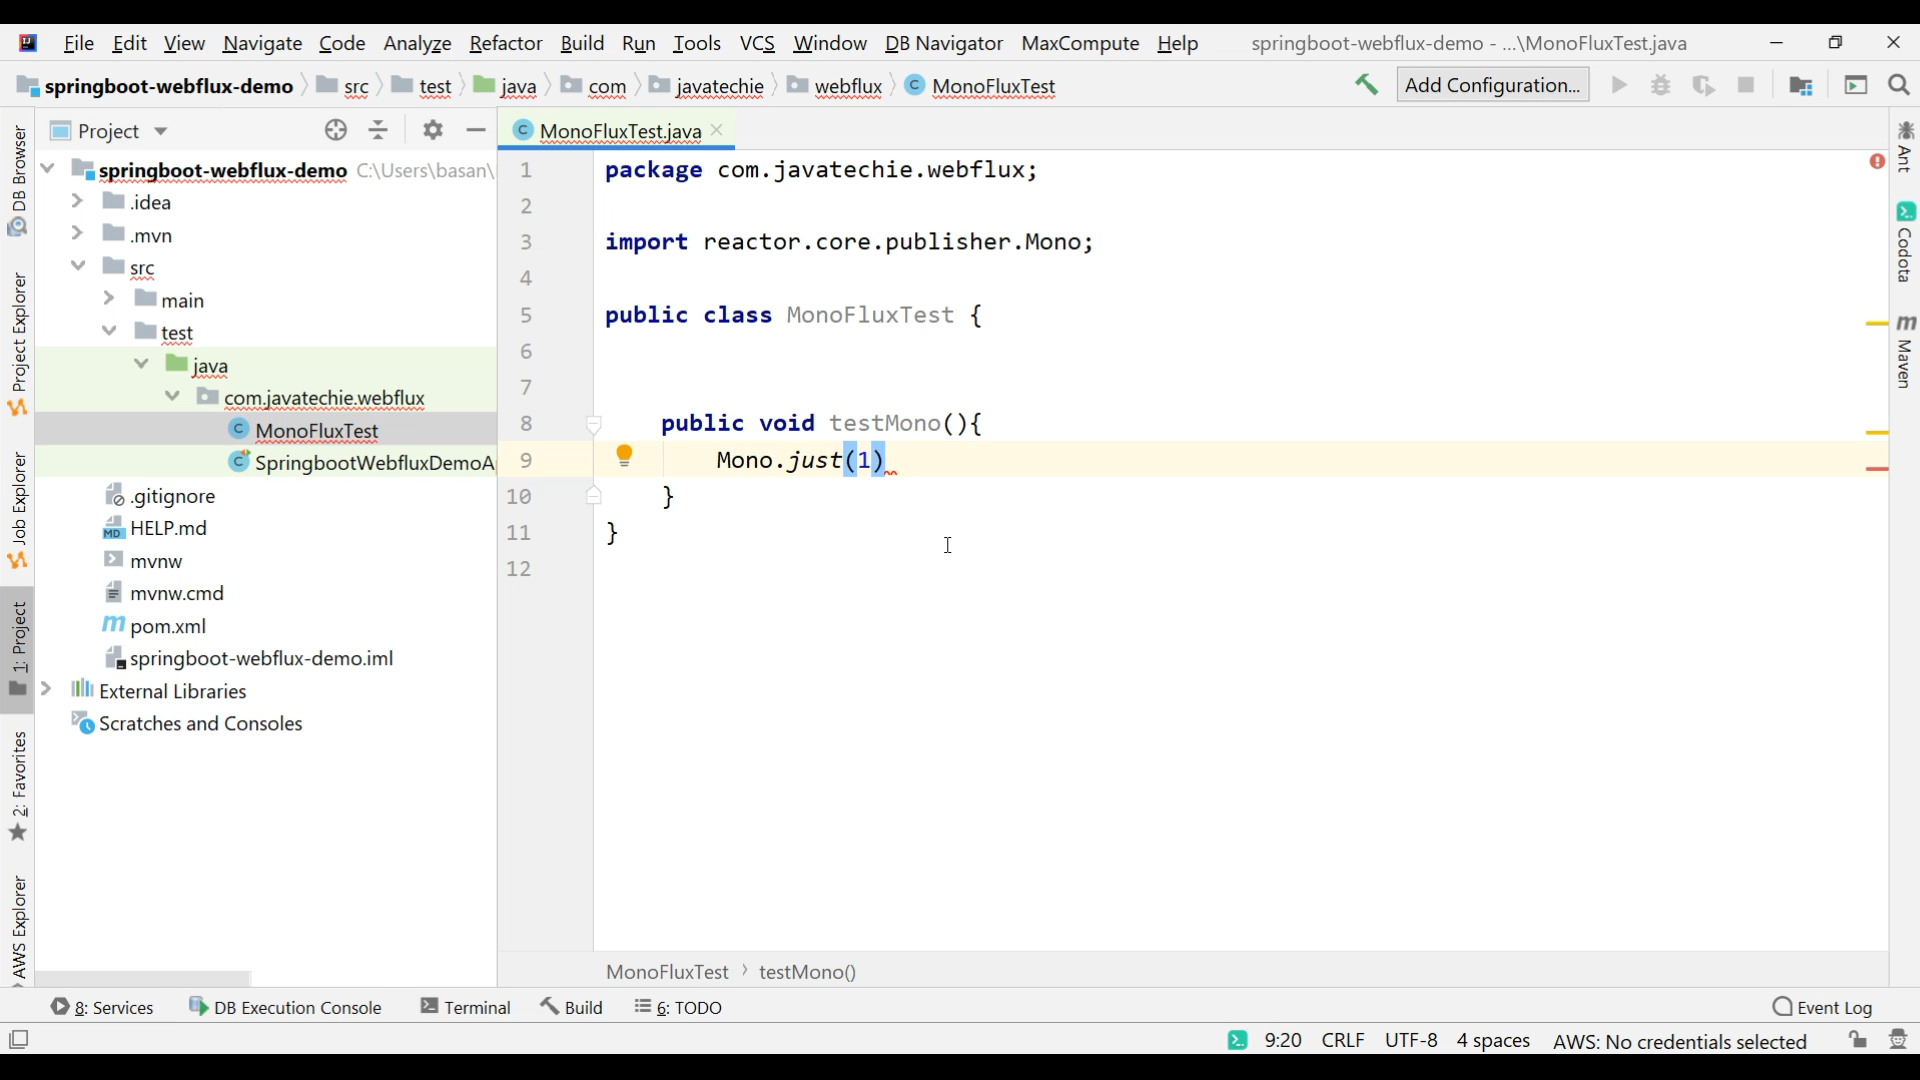 File Edit View Navigate Code Analyze Refactor Build Run Tools VCS Window DB Navigator MaxCompute Help springboot-webflux-demo - ...\MonoFluxTest.java
springboot-webflux-demo src test java com javatechie webflux MonoFluxTest Add Configuration...
Project
MonoFluxTest.java
springboot-webflux-demo C:\Users\basan\
.idea
.mvn
src
main
test
java
com.javatechie.webflux
MonoFluxTest
SpringbootWebfluxDemoA
.gitignore
HELP.md
mvnw
mvnw.cmd
pom.xml
springboot-webflux-demo.iml
External Libraries
Scratches and Consoles
DB Browser
Project Explorer
Job Explorer
1: Project
2: Favorites
AWS Explorer
1 package com.javatechie.webflux;
2
3 import reactor.core.publisher.Mono;
4
5 public class MonoFluxTest {
6
7
8 public void testMono(){
9 Mono.just(1)
10 }
11 }
12
Ant
Codota
Maven
MonoFluxTest testMono()
8: Services DB Execution Console Terminal Build 6: TODO Event Log
9:20 CRLF UTF-8 4 spaces AWS: No credentials selected